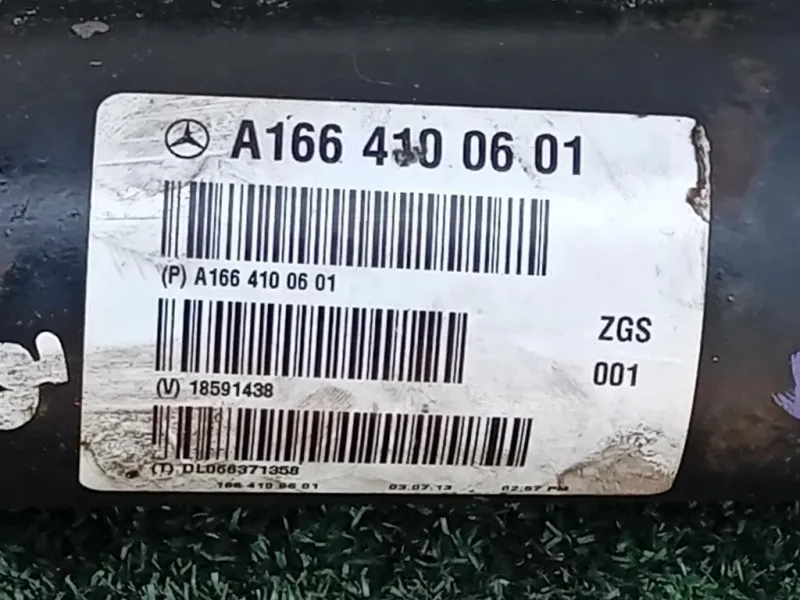 A166 410 06 01
(P) A166 410 06 01
ZGS
001
(V) 18591438
(T) DL066371358
166 410 06 01 03.07.13 02:57 PM